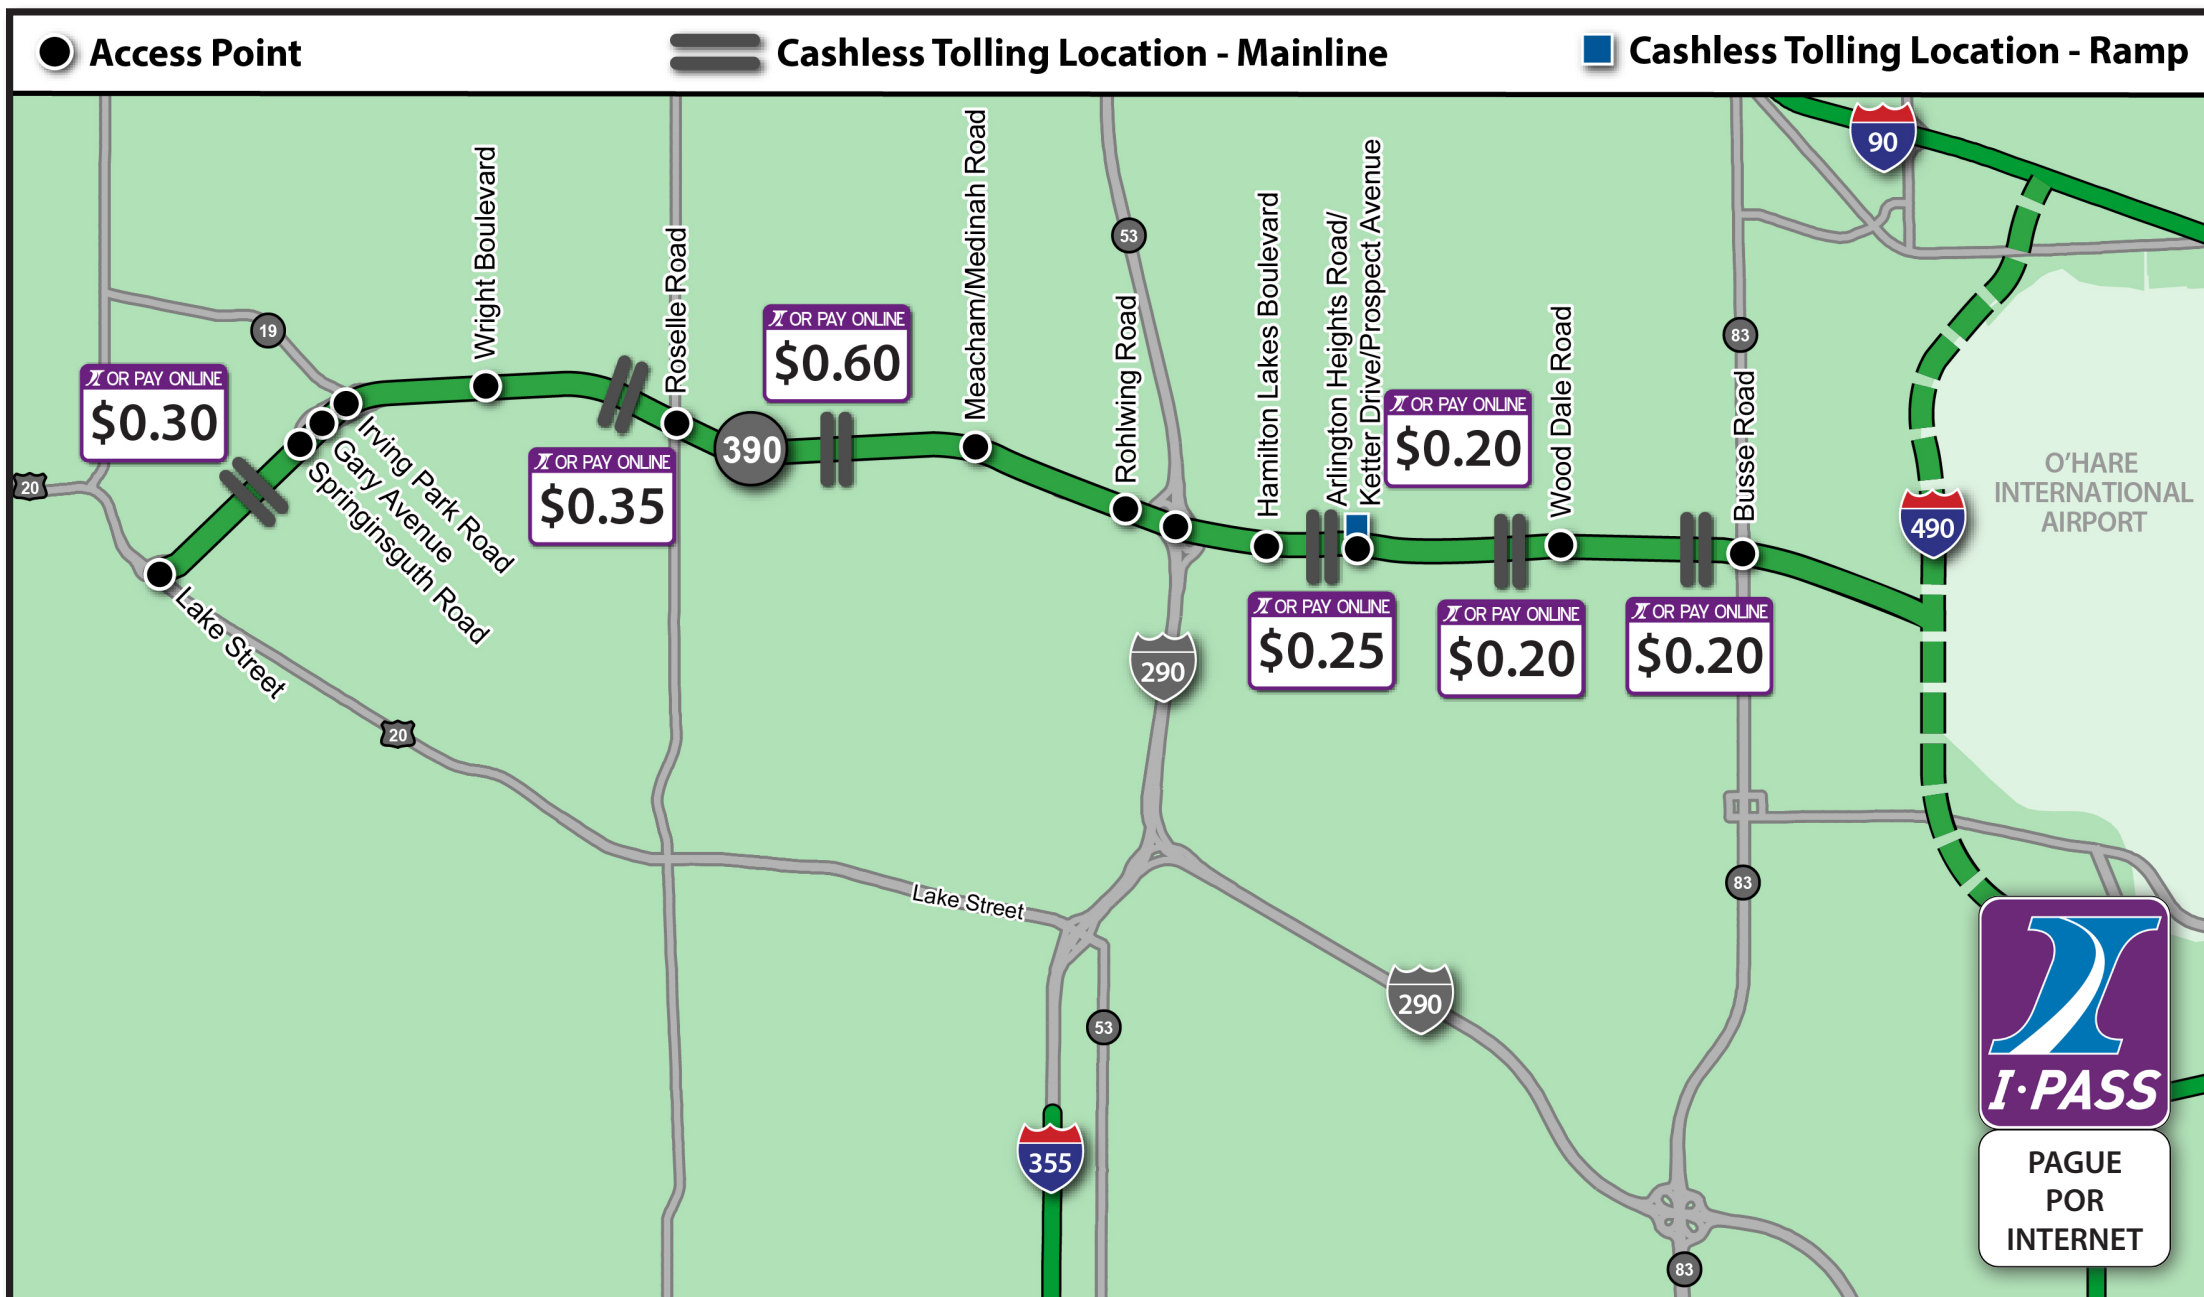 Access Point
Cashless Tolling Location - Mainline
Cashless Tolling Location - Ramp
90
53
19
Wright Boulevard
Roselle Road
OR PAY ONLINE
$0.60
Meacham/Medinah Road
Rohlwing Road
Hamilton Lakes Boulevard
Arlington Heights Road/
Ketter Drive/Prospect Avenue
Wood Dale Road
83
Busse Road
OR PAY ONLINE
$0.30
OR PAY ONLINE
$0.20
390
OR PAY ONLINE
$0.35
20
Irving Park Road
Gary Avenue
Springinsguth Road
Lake Street
O'HARE
INTERNATIONAL
AIRPORT
490
OR PAY ONLINE
$0.25
OR PAY ONLINE
$0.20
OR PAY ONLINE
$0.20
290
20
Lake Street
83
290
53
355
I·PASS
PAGUE
POR
INTERNET
83